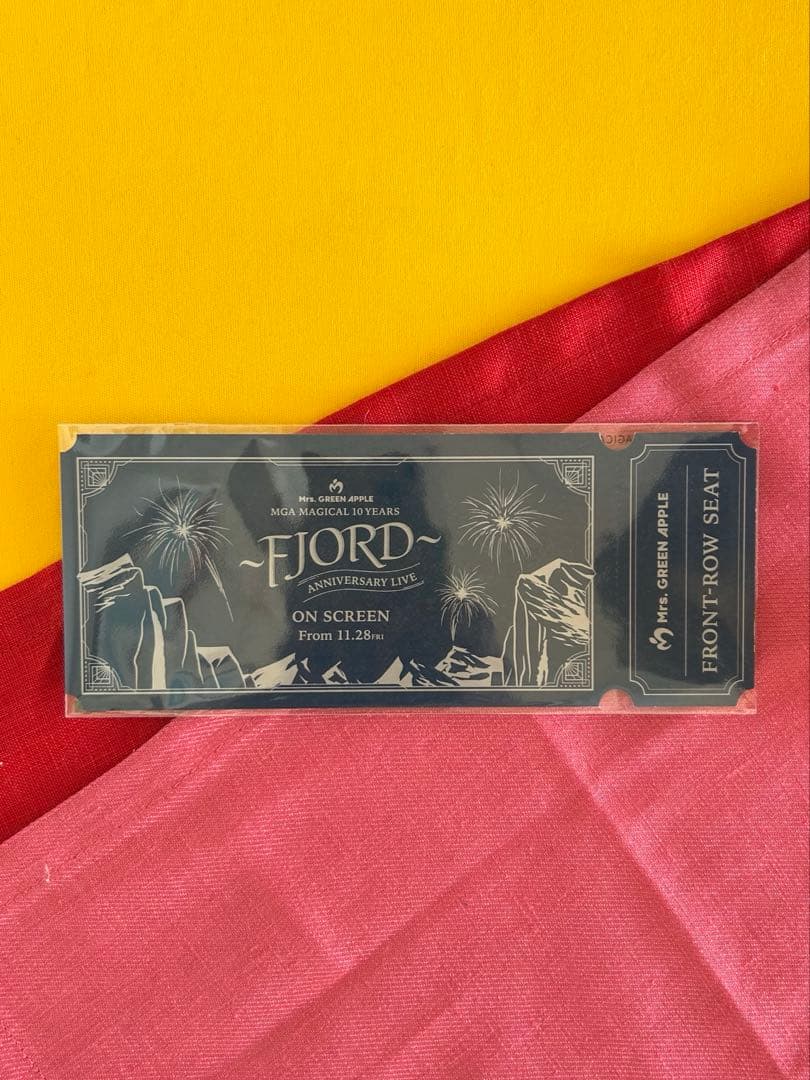 Mrs. GREEN APPLE
MGA MAGICAL 10 YEARS
~FJORD~
ANNIVERSARY LIVE
ON SCREEN
From 11.28FRI
Mrs. GREEN APPLE
FRONT-ROW SEAT